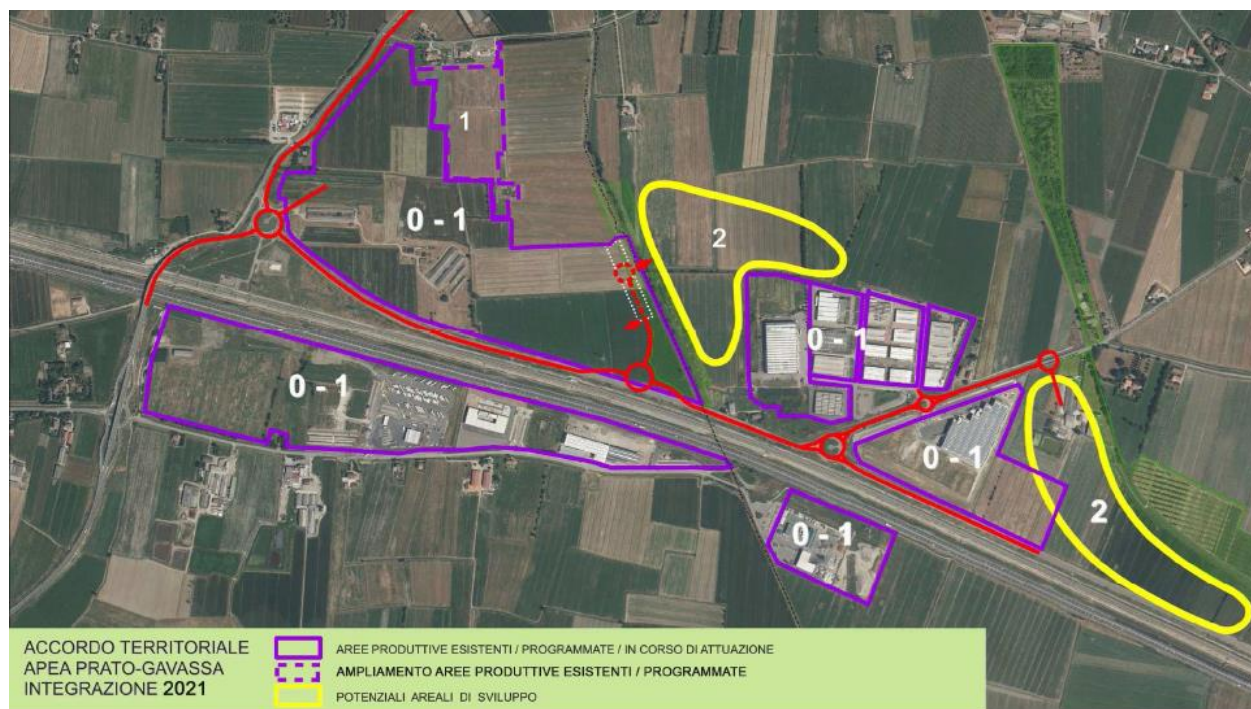 1
0 - 1
2
0 - 1
0 - 1
0 - 1
2
0 - 1
ACCORDO TERRITORIALE
APEA PRATO-GAVASSA
INTEGRAZIONE 2021
AREE PRODUTTIVE ESISTENTI / PROGRAMMATE / IN CORSO DI ATTUAZIONE
AMPLIAMENTO AREE PRODUTTIVE ESISTENTI / PROGRAMMATE
POTENZIALI AREALI DI SVILUPPO